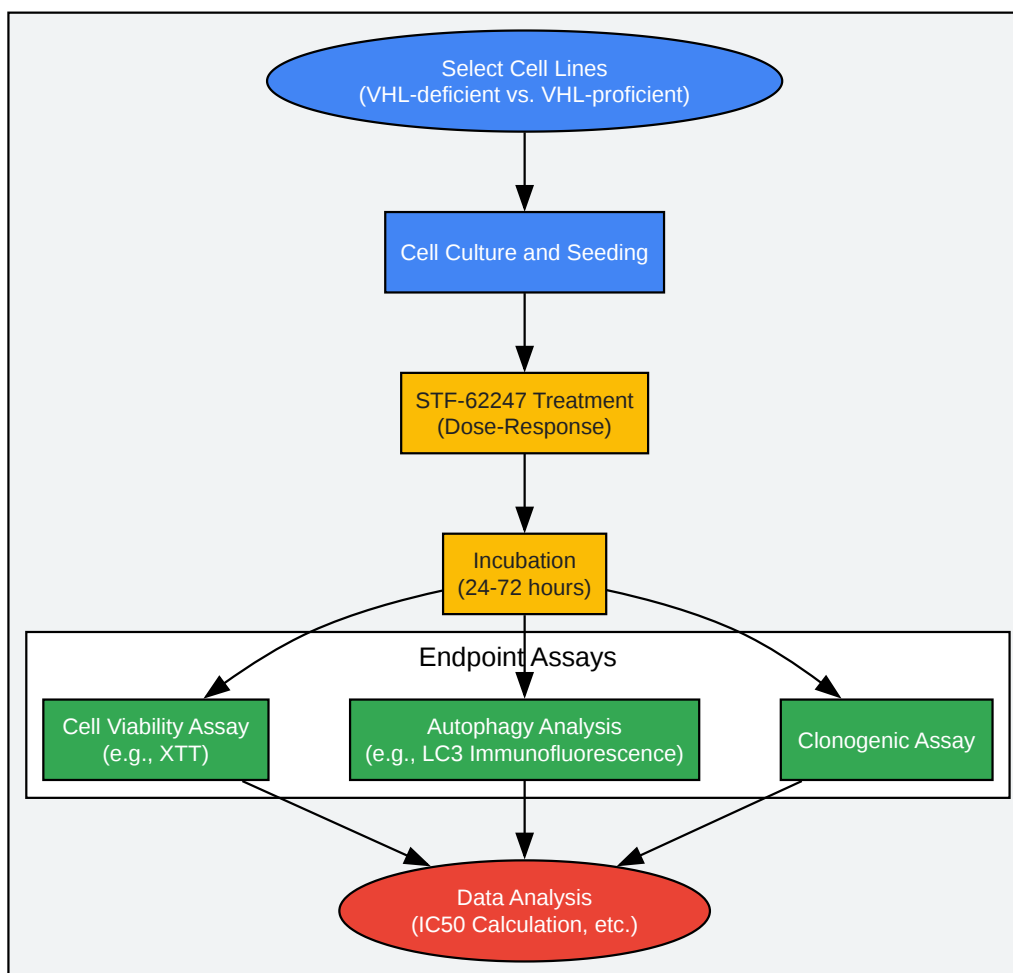 Select Cell Lines
(VHL-deficient vs. VHL-proficient)
Cell Culture and Seeding
STF-62247 Treatment
(Dose-Response)
Incubation
(24-72 hours)
Endpoint Assays
Cell Viability Assay
(e.g., XTT)
Autophagy Analysis
(e.g., LC3 Immunofluorescence)
Clonogenic Assay
Data Analysis
(IC50 Calculation, etc.)